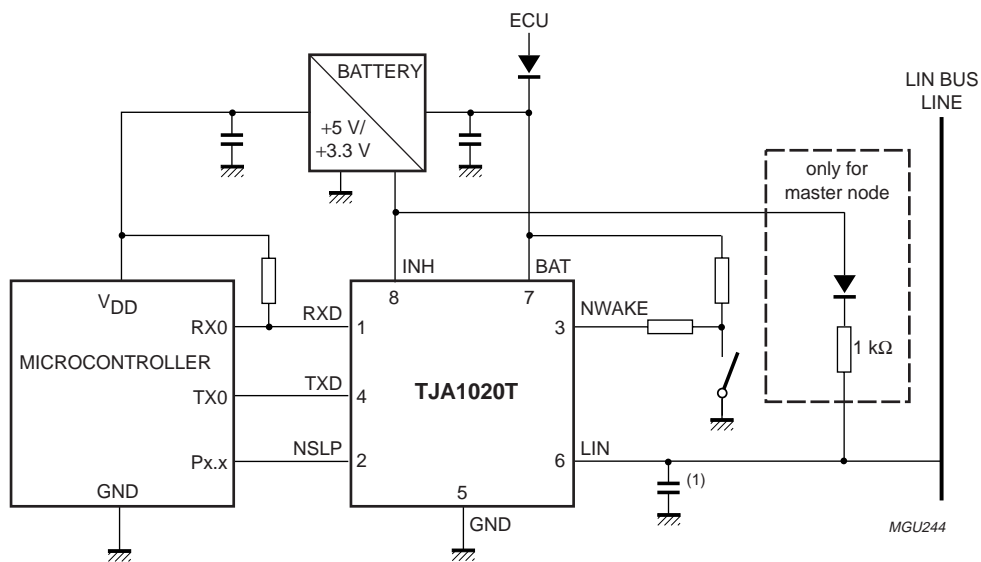 ECU
BATTERY
+5 V/
+3.3 V
LIN BUS
LINE
only for
master node
INH
BAT
8
7
VDD
RX0
RXD
1
3
NWAKE
1 kΩ
MICROCONTROLLER
TX0
TXD
4
TJA1020T
Px.x
NSLP
2
6
LIN
(1)
GND
5
GND
MGU244